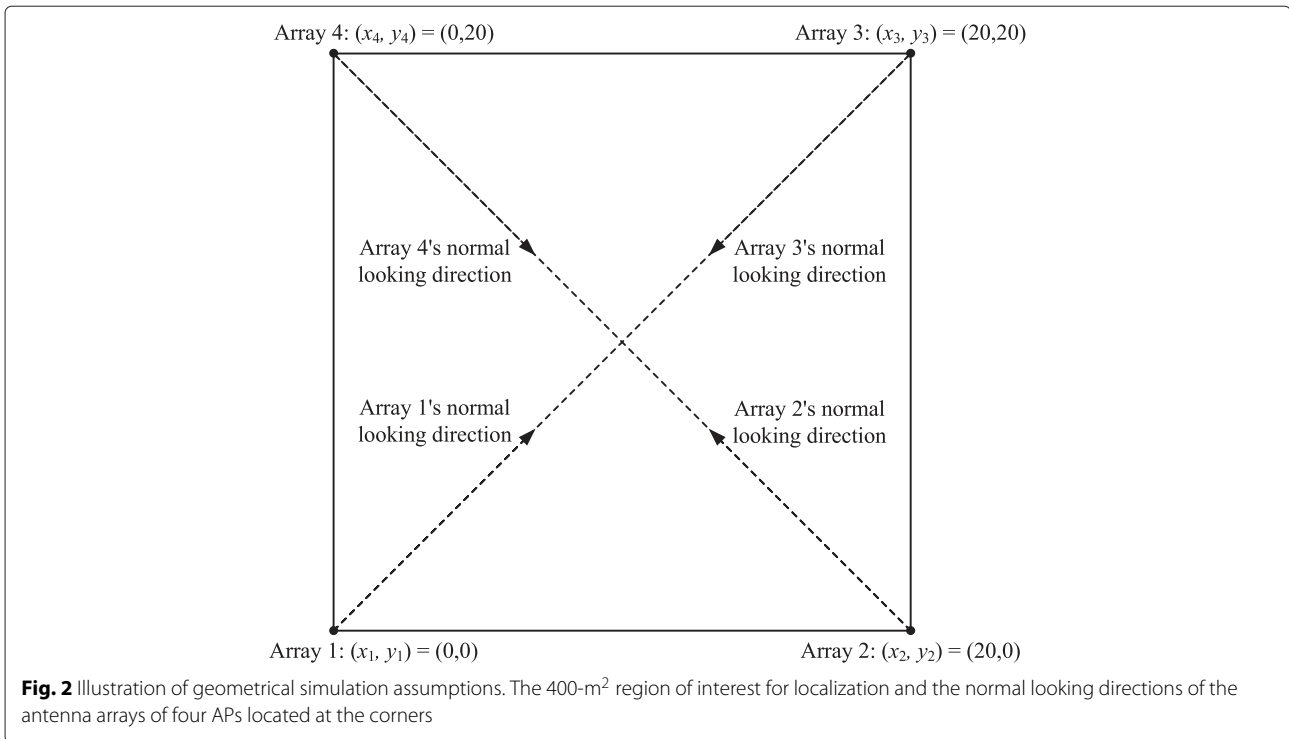 Array 4: (x₄, y₄) = (0,20)
Array 3: (x₃, y₃) = (20,20)
Array 4's normal
looking direction
Array 3's normal
looking direction
Array 1's normal
looking direction
Array 2's normal
looking direction
Array 1: (x₁, y₁) = (0,0)
Array 2: (x₂, y₂) = (20,0)
Fig. 2 Illustration of geometrical simulation assumptions. The 400-m² region of interest for localization and the normal looking directions of the
antenna arrays of four APs located at the corners